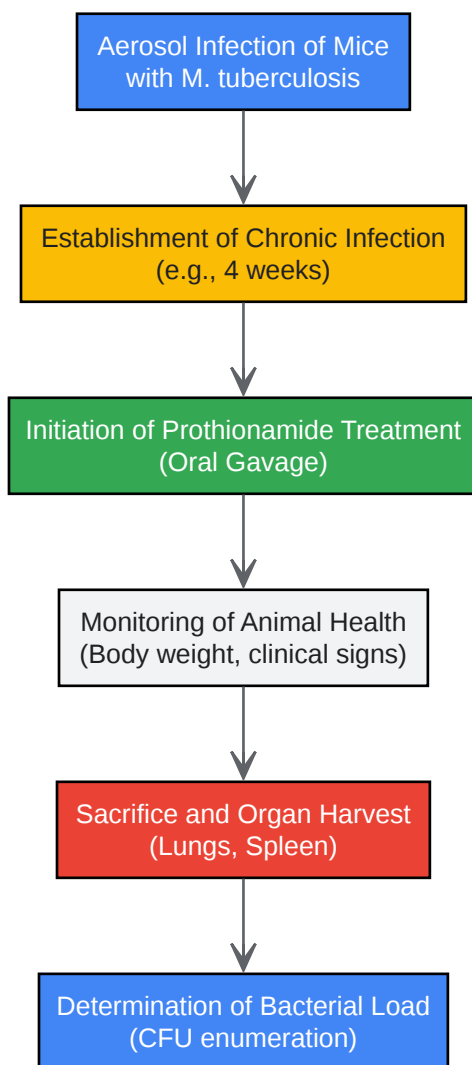 Aerosol Infection of Mice
with M. tuberculosis
Establishment of Chronic Infection
(e.g., 4 weeks)
Initiation of Prothionamide Treatment
(Oral Gavage)
Monitoring of Animal Health
(Body weight, clinical signs)
Sacrifice and Organ Harvest
(Lungs, Spleen)
Determination of Bacterial Load
(CFU enumeration)